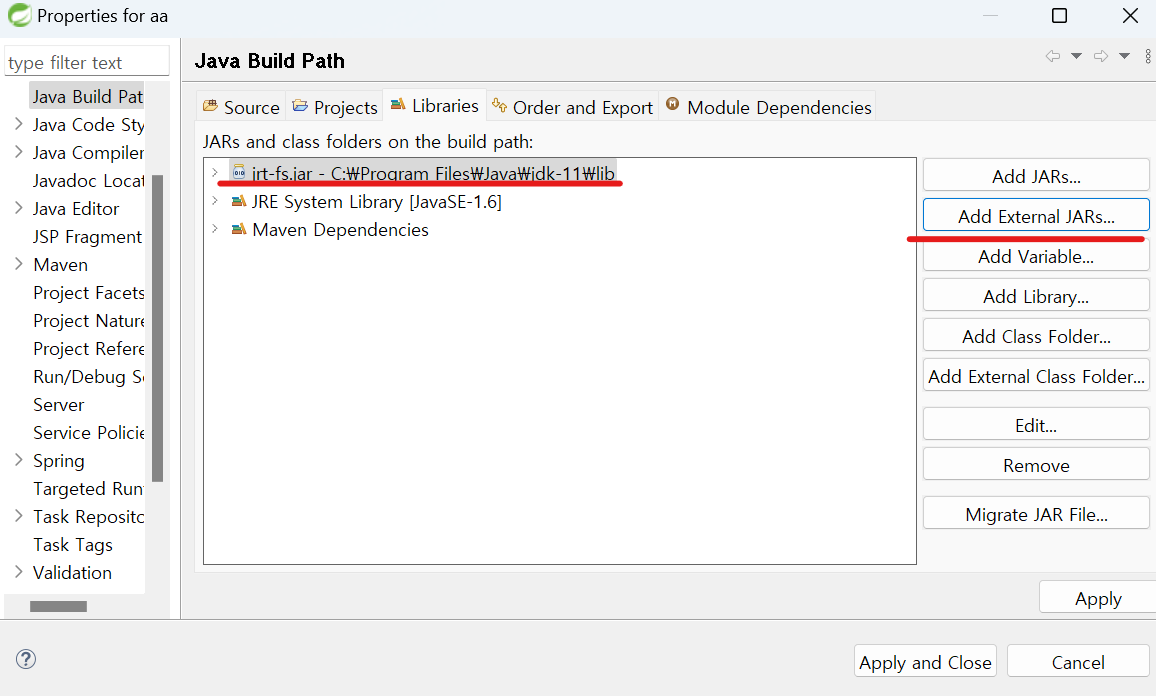 Properties for aa
type filter text
Java Build Pat
Java Code Sty
Java Compiler
Javadoc Locat
Java Editor
JSP Fragment
Maven
Project Facets
Project Nature
Project Refere
Run/Debug Se
Server
Service Policie
Spring
Targeted Run
Task Reposito
Task Tags
Validation
Java Build Path
Source
Projects
Libraries
Order and Export
Module Dependencies
JARs and class folders on the build path:
jrt-fs.jar - C:₩Program Files₩Java₩jdk-11₩lib
JRE System Library [JavaSE-1.6]
Maven Dependencies
Add JARs...
Add External JARs...
Add Variable...
Add Library...
Add Class Folder...
Add External Class Folder...
Edit...
Remove
Migrate JAR File...
Apply
Apply and Close
Cancel